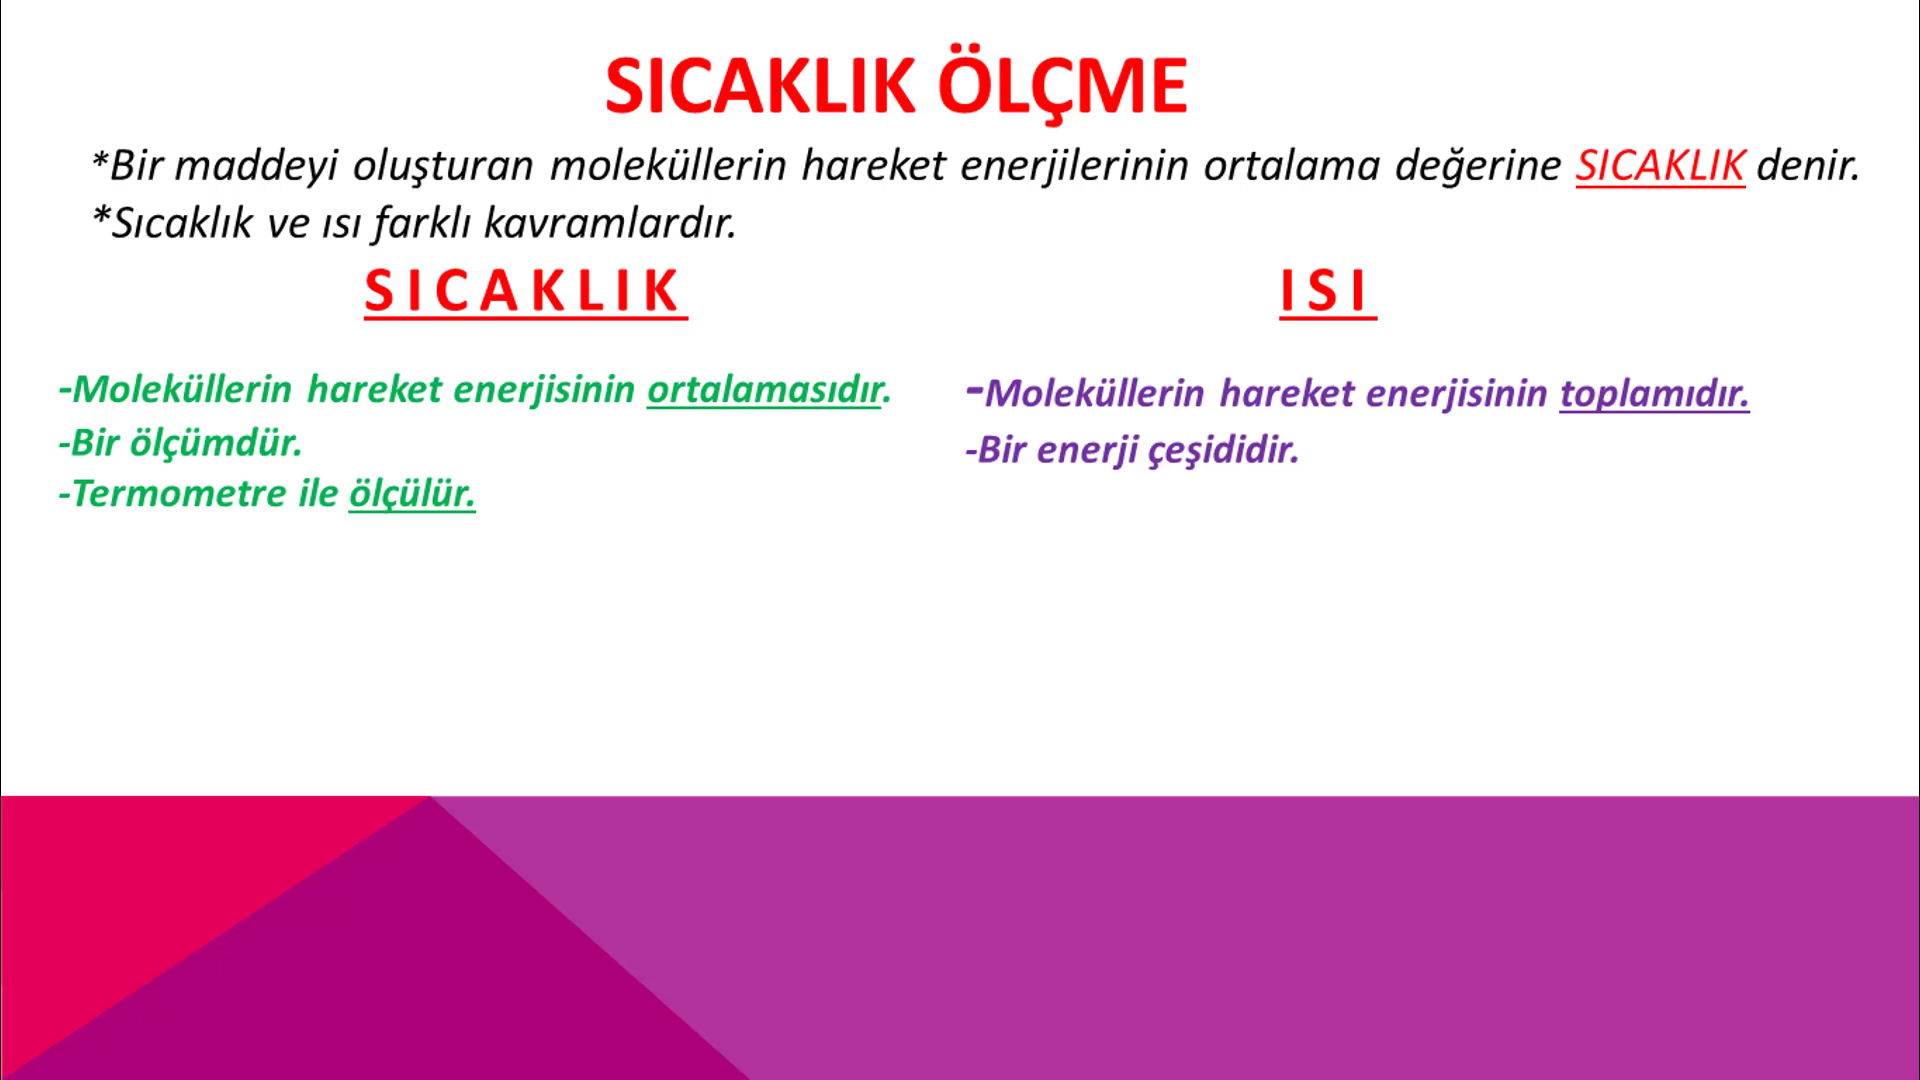 SICAKLIK ÖLÇME
*Bir maddeyi oluşturan moleküllerin hareket enerjilerinin ortalama değerine SICAKLIK denir.
*Sıcaklık ve ısı farklı kavramlardır.
SICAKLIK
-Moleküllerin hareket enerjisinin ortalamasıdır.
-Bir ölçümdür.
-Termometre ile ölçülür.
ISI
-Moleküllerin hareket enerjisinin toplamıdır.
-Bir enerji çeşididir.